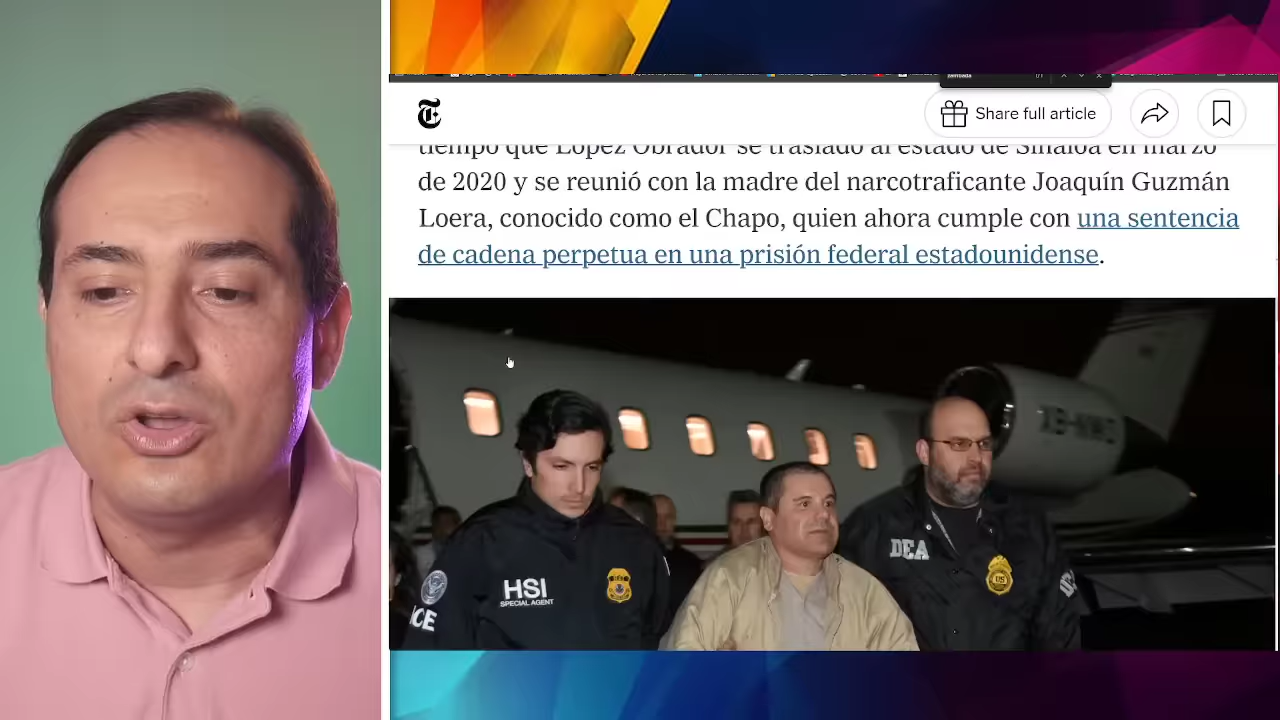 Share full article
tiempo que López Obrador se trasladó al estado de Sinaloa en marzo
de 2020 y se reunió con la madre del narcotraficante Joaquín Guzmán
Loera, conocido como el Chapo, quien ahora cumple con una sentencia
de cadena perpetua en una prisión federal estadounidense.
HSI
SPECIAL AGENT
ICE
DEA
US